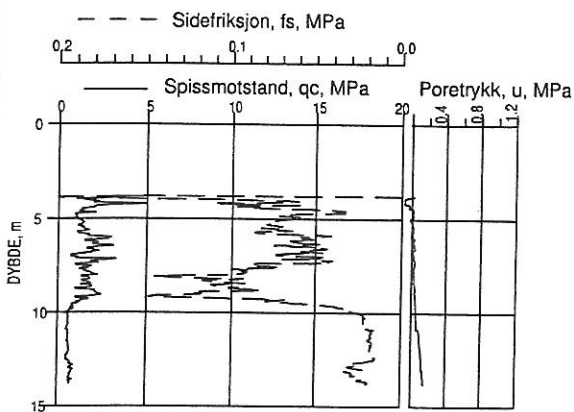 Sidefriksjon, fs, MPa
0,2 0,1 0,0
Spissmotstand, qc, MPa Poretrykk, u, MPa
0 5 10 15 20 0,4 0,8 1,2
0
5
10
15
DYBDE, m